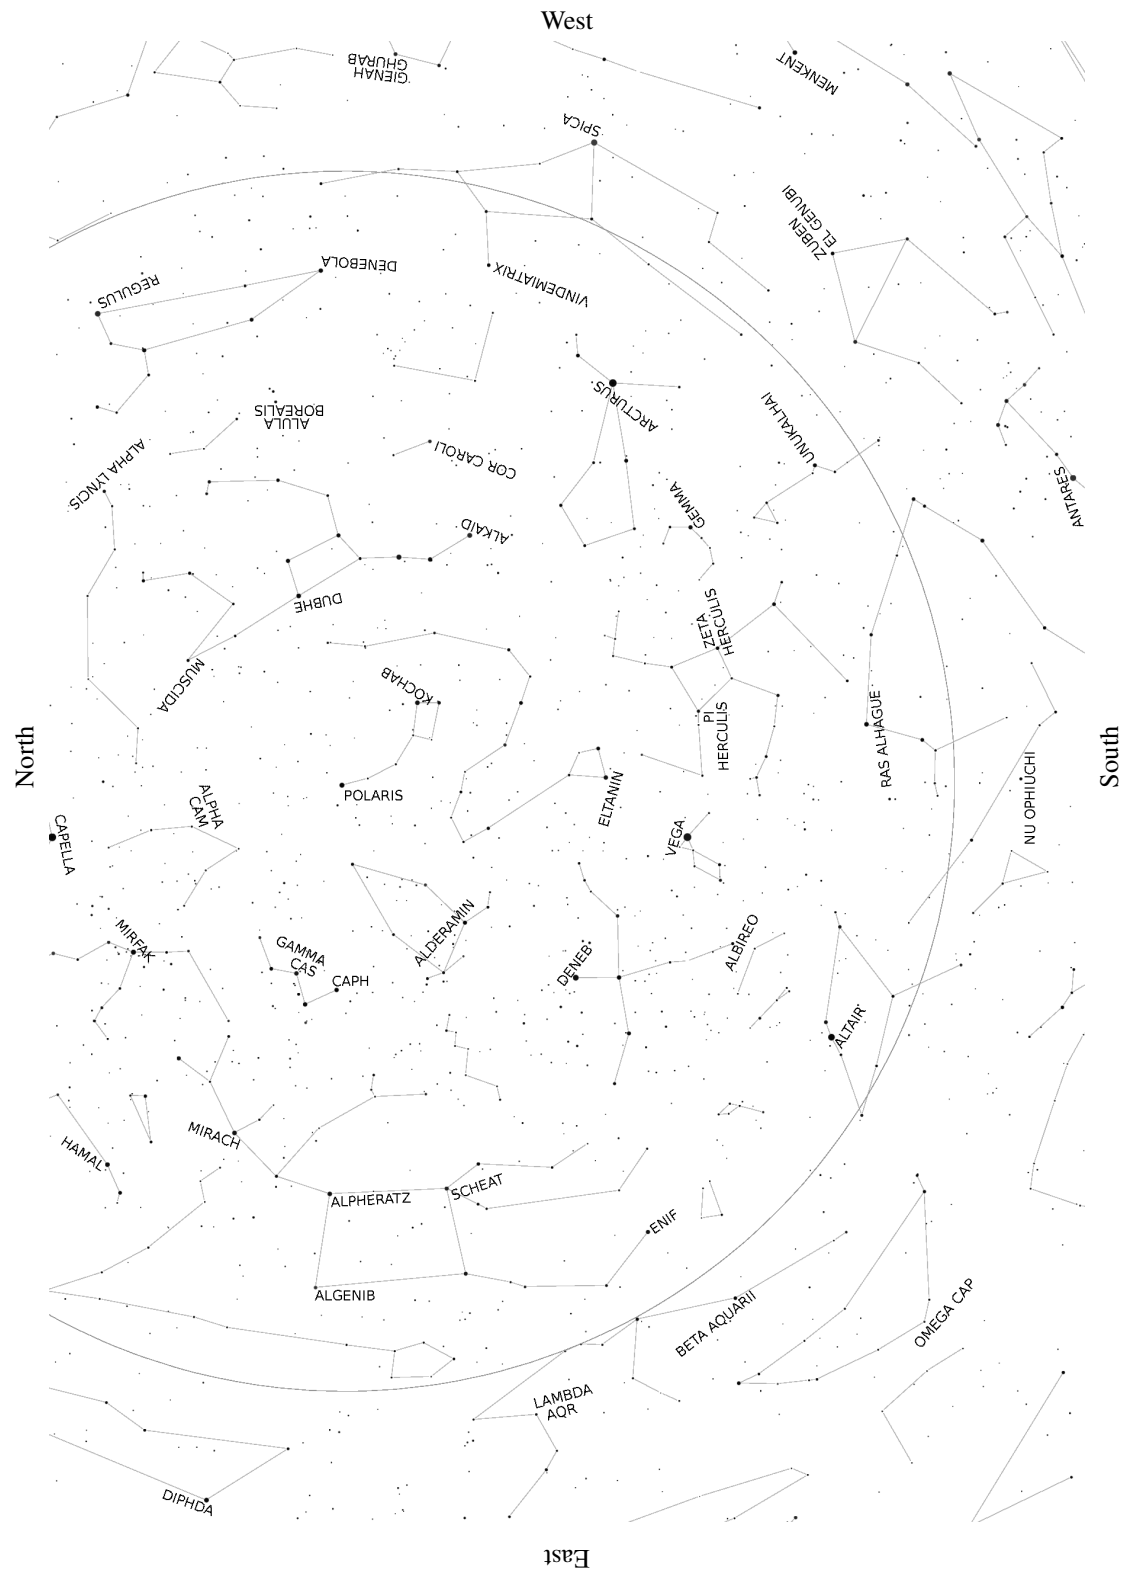 West
GIENAH
GHURAB
MENKENT
SPICA
ZUBEN
EL GENUBI
DENEBOLA
VINDEMIATRIX
REGULUS
ARCTURUS
ALULA
BOREALIS
UNUKALHAI
COR CAROLI
ALPHA LYNCIS
ANTARES
GEMMA
ALKAID
DUBHE
ZETA
HERCULIS
MUSCIDA
KOCHAB
PI
HERCULIS
RAS ALHAGUE
North
South
NU OPHIUCHI
POLARIS
ELTANIN
ALPHA
CAM
CAPELLA
VEGA
MIRFAK
ALDERAMIN
ALBIREO
GAMMA
CAS
DENEB
CAPH
ALTAIR
MIRACH
HAMAL
SCHEAT
ALPHERATZ
ENIF
ALGENIB
BETA AQUARII
OMEGA CAP
LAMBDA
AQR
DIPHDA
East